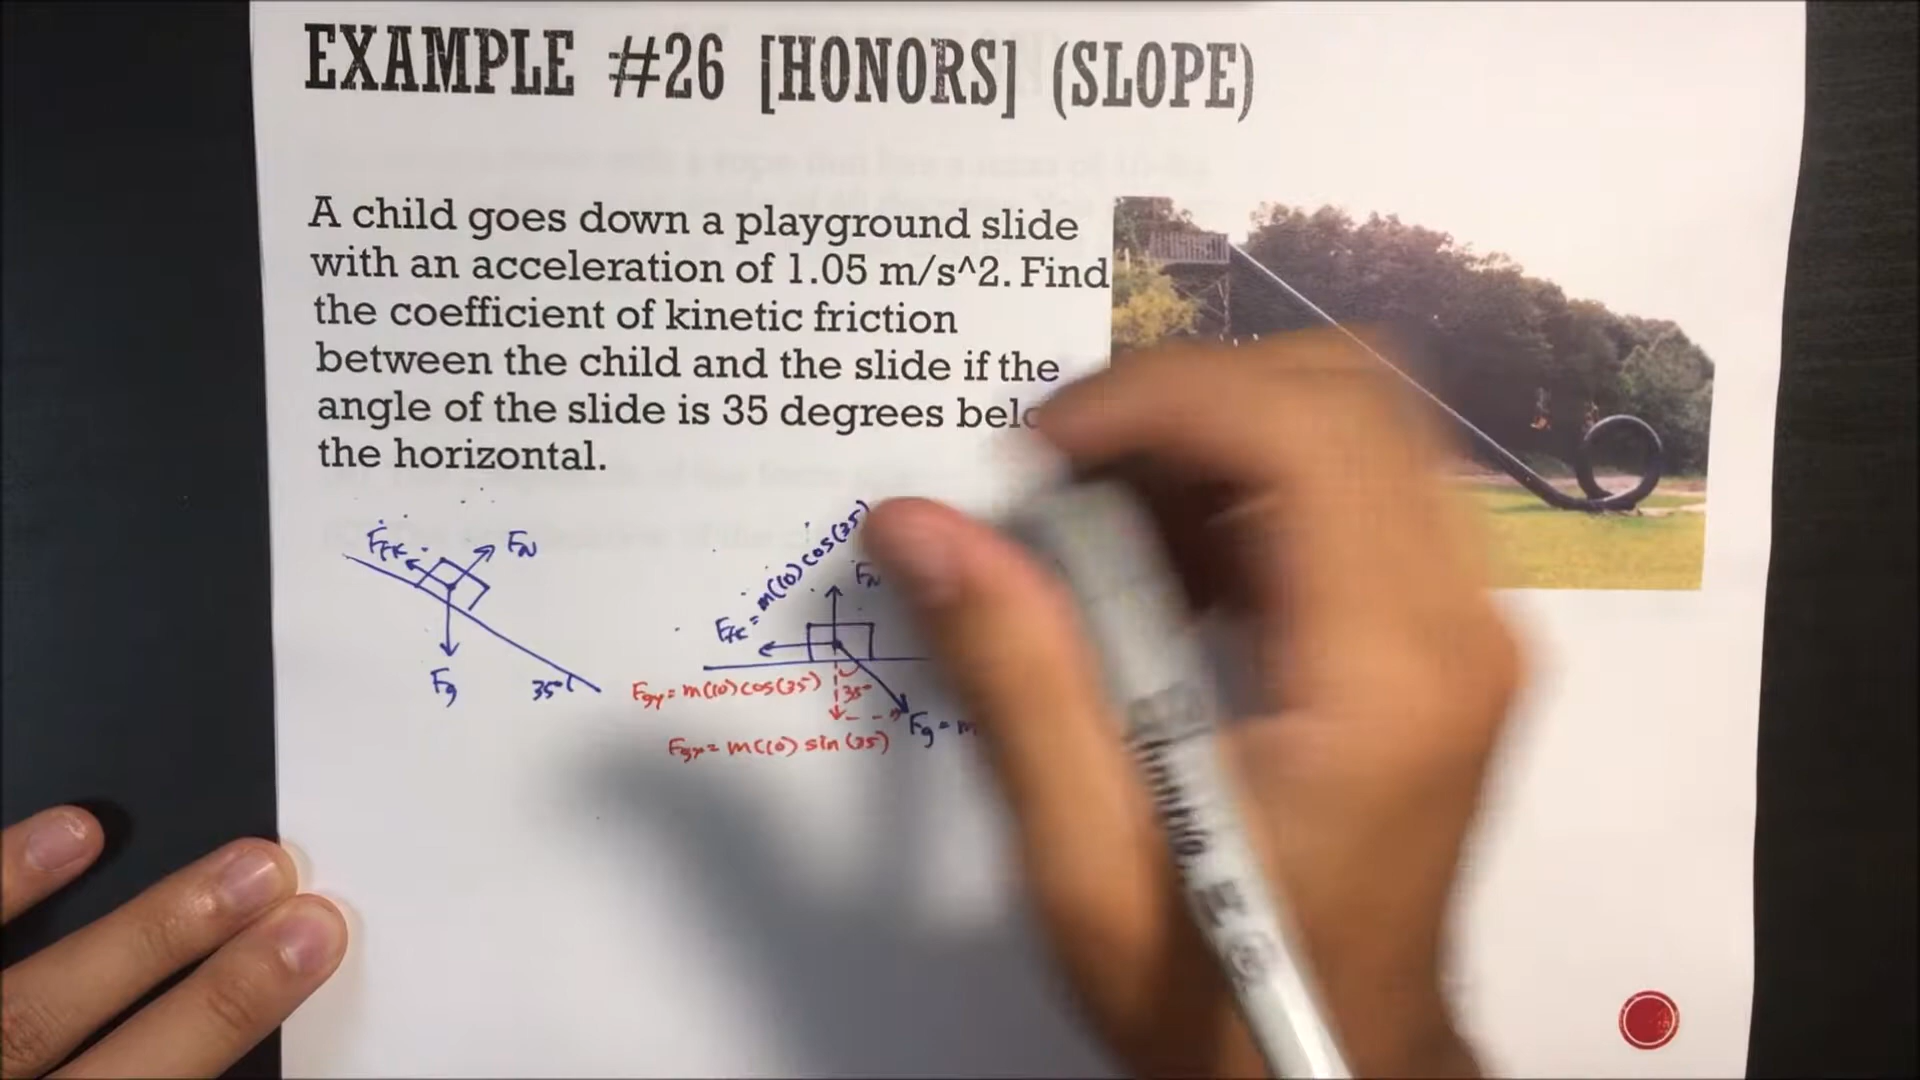 EXAMPLE #26 [HONORS] (SLOPE)
A child goes down a playground slide
with an acceleration of 1.05 m/s^2. Find
the coefficient of kinetic friction
between the child and the slide if the
angle of the slide is 35 degrees
the horizontal.
Ffk
FN
Fg
35°
Ffk = m(10) cos(35)
FN
Fgy = m(10) cos(35)
35°
Fg = m
Fgx = m(10) sin(35)